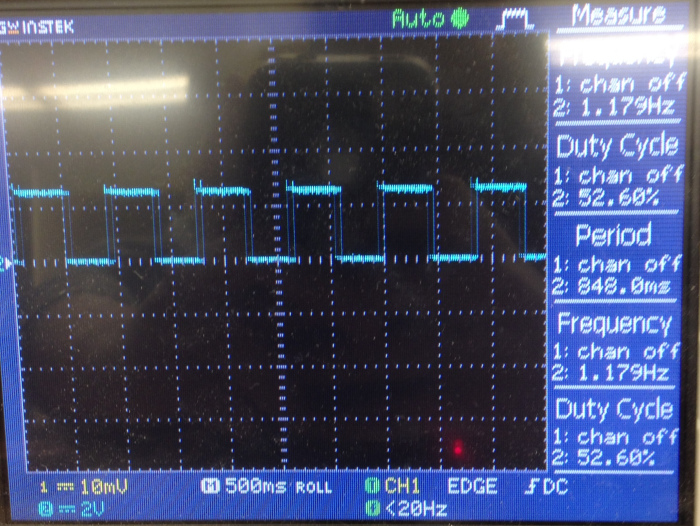 GWINSTEK
Auto
Measure
Frequency
1: chan off
2: 1.179Hz
Duty Cycle
1: chan off
2: 52.60%
Period
1: chan off
2: 848.0ms
Frequency
1: chan off
2: 1.179Hz
Duty Cycle
1: chan off
2: 52.60%
2
1 10mV
M 500ms ROLL
CH1 EDGE DC
2 2V
<20Hz